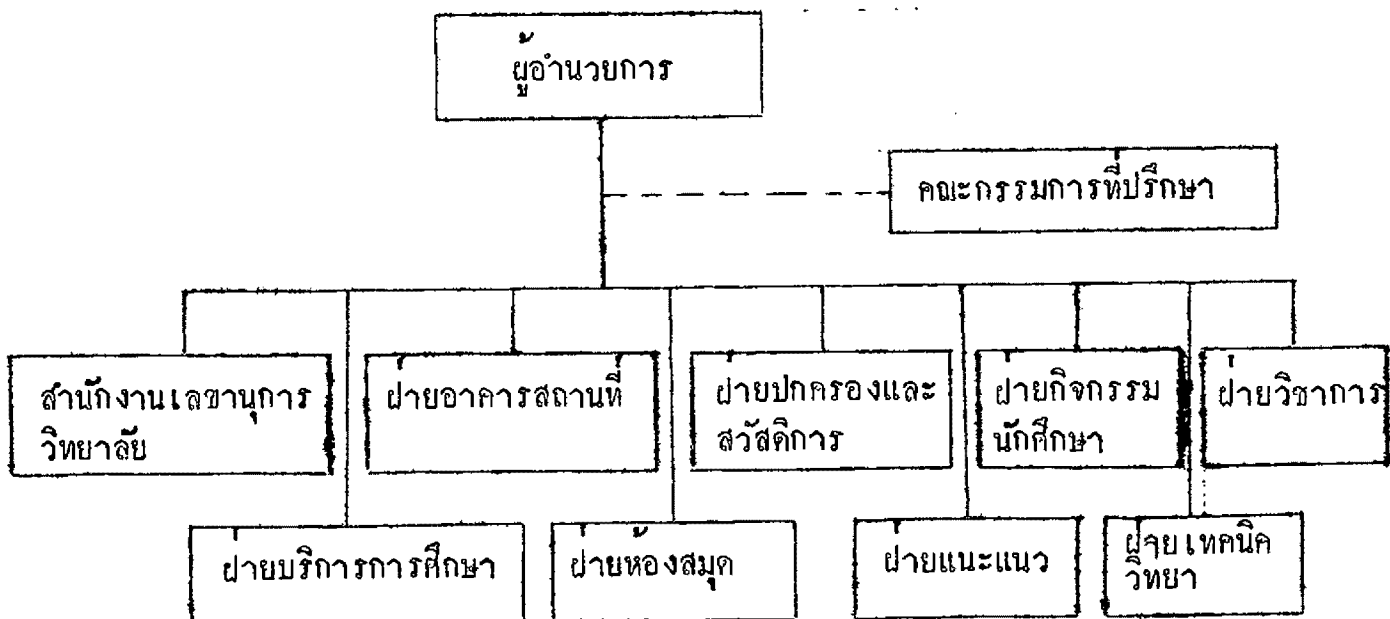 ผู้อำนวยการ
คณะกรรมการที่ปรึกษา
สำนักงานเลขานุการ
วิทยาลัย
ฝ่ายอาคารสถานที่
ฝ่ายปกครองและ
สวัสดิการ
ฝ่ายกิจกรรม
นักศึกษา
ฝ่ายวิชาการ
ฝ่ายบริการการศึกษา
ฝ่ายห้องสมุด
ฝ่ายแนะแนว
ฝ่ายเทคนิค
วิทยา